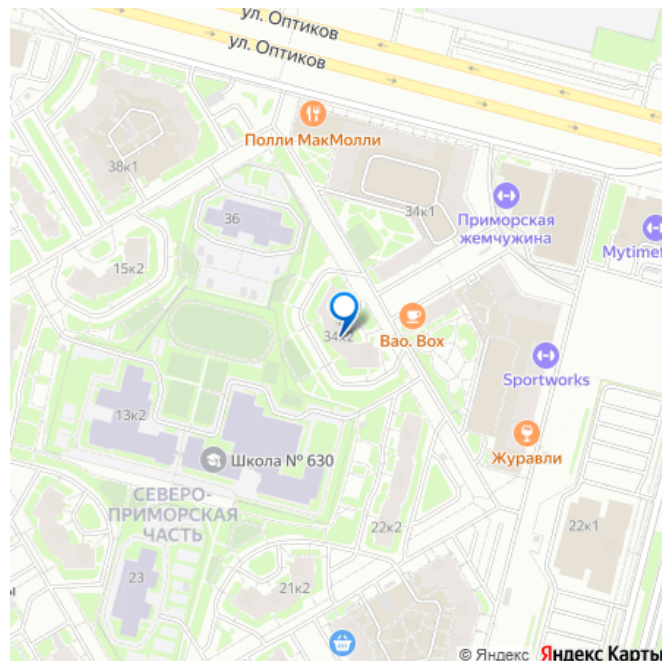 ул. Оптиков
ул. Оптиков
Полли МакМолли
38к1
34к1
Приморская
жемчужина
36
15к2
34к2
Bao. Box
Sportworks
13к2
Школа № 630
Журавли
СЕВЕРО-
ПРИМОРСКАЯ
ЧАСТЬ
22к2
22к1
23
21к2
© Яндекс Яндекс Карты